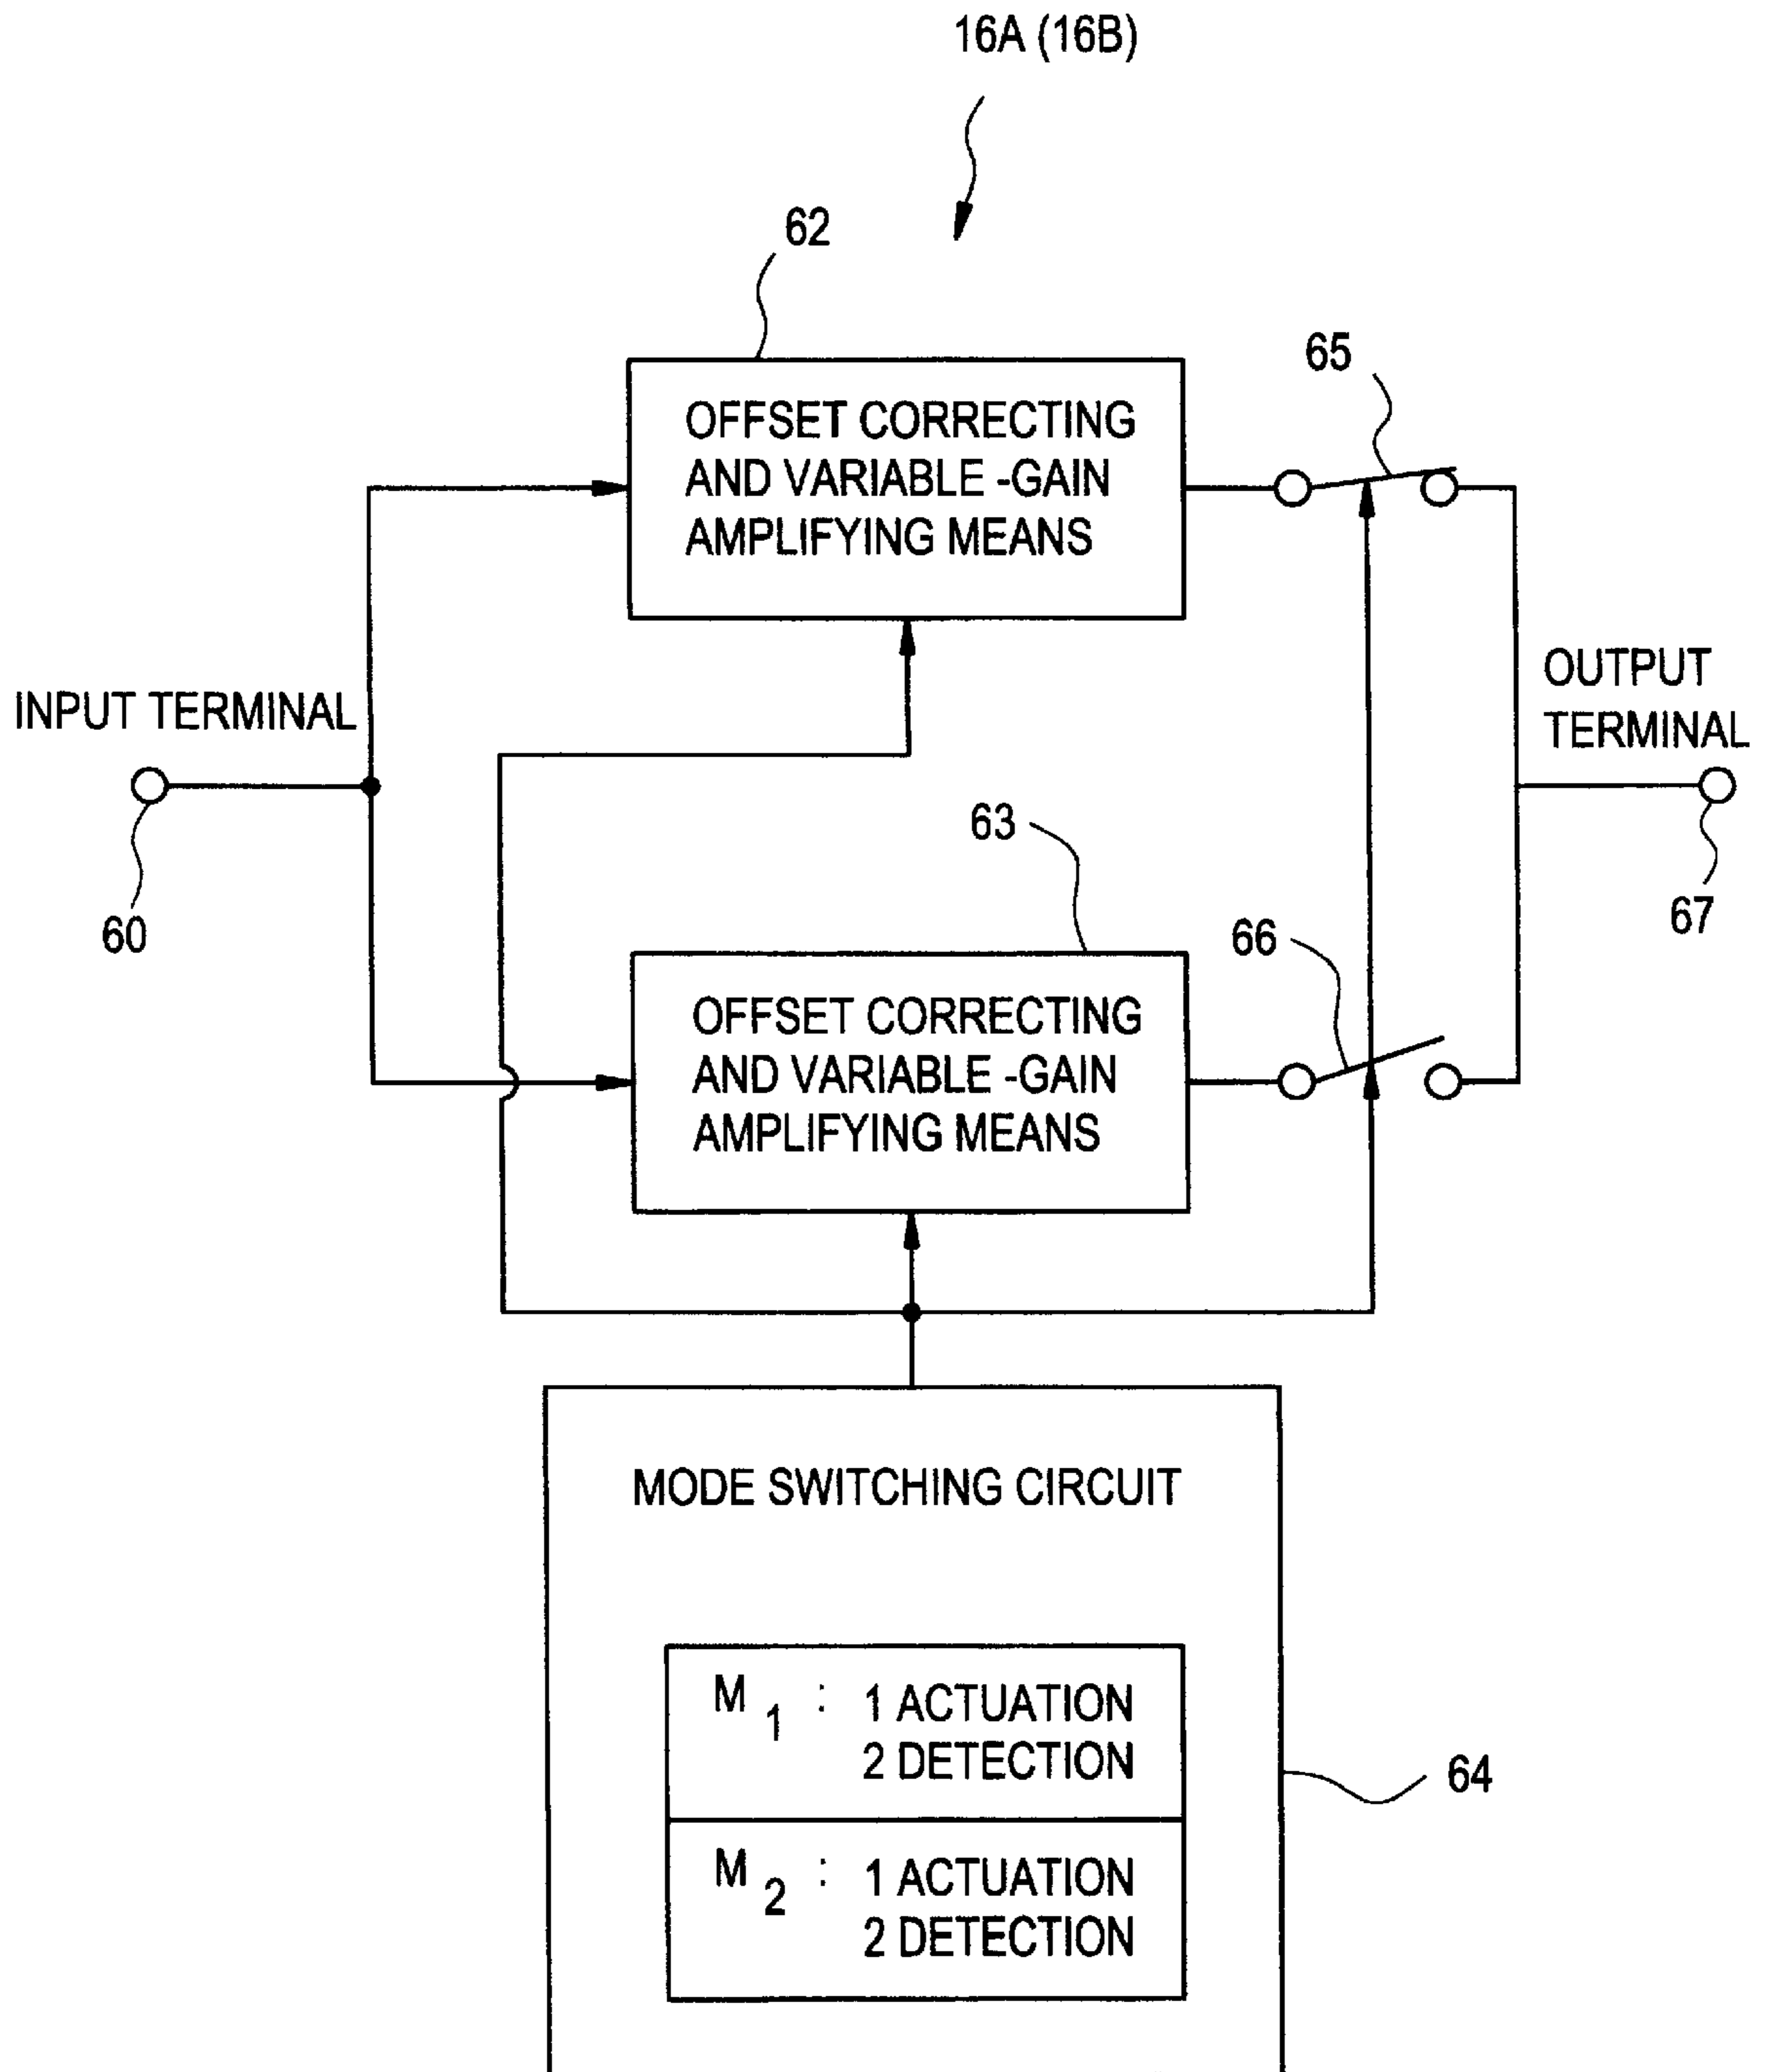 16A (16B)
62
OFFSET CORRECTING
AND VARIABLE -GAIN
AMPLIFYING MEANS
65
INPUT TERMINAL
60
OUTPUT
TERMINAL
67
63
66
OFFSET CORRECTING
AND VARIABLE -GAIN
AMPLIFYING MEANS
MODE SWITCHING CIRCUIT
M 1 : 1 ACTUATION
2 DETECTION
M 2 : 1 ACTUATION
2 DETECTION
64